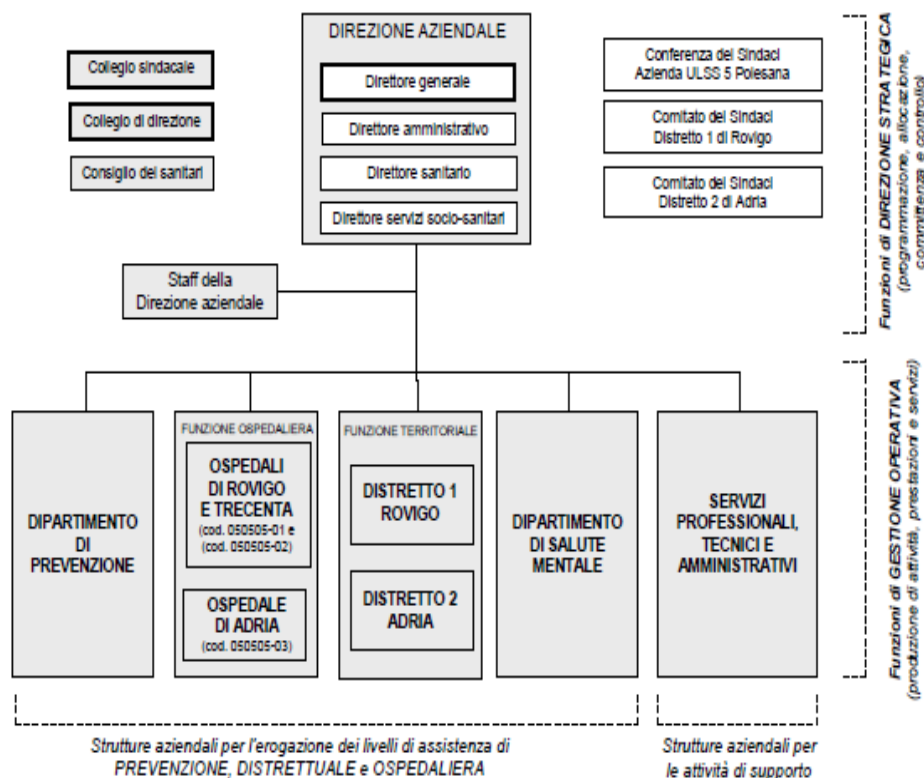 DIREZIONE AZIENDALE
Direttore generale
Direttore amministrativo
Direttore sanitario
Direttore servizi socio-sanitari
Collegio sindacale
Collegio di direzione
Consiglio dei sanitari
Conferenza dei Sindaci
Azienda ULSS 5 Polesana
Comitato dei Sindaci
Distretto 1 di Rovigo
Comitato dei Sindaci
Distretto 2 di Adria
Funzioni di DIREZIONE STRATEGICA
(programmazione, allocazione,
committenza e controllo)
Staff della
Direzione aziendale
DIPARTIMENTO
DI
PREVENZIONE
FUNZIONE OSPEDALIERA
OSPEDALI
DI ROVIGO
E TRECENTA
(cod. 050505-01 e
(cod. 050505-02)
OSPEDALE
DI ADRIA
(cod. 050505-03)
FUNZIONE TERRITORIALE
DISTRETTO 1
ROVIGO
DISTRETTO 2
ADRIA
DIPARTIMENTO
DI SALUTE
MENTALE
SERVIZI
PROFESSIONALI,
TECNICI E
AMMINISTRATIVI
Funzioni di GESTIONE OPERATIVA
(produzione di attività, prestazioni e servizi)
Strutture aziendali per l'erogazione dei livelli di assistenza di
PREVENZIONE, DISTRETTUALE e OSPEDALIERA
Strutture aziendali per
le attività di supporto